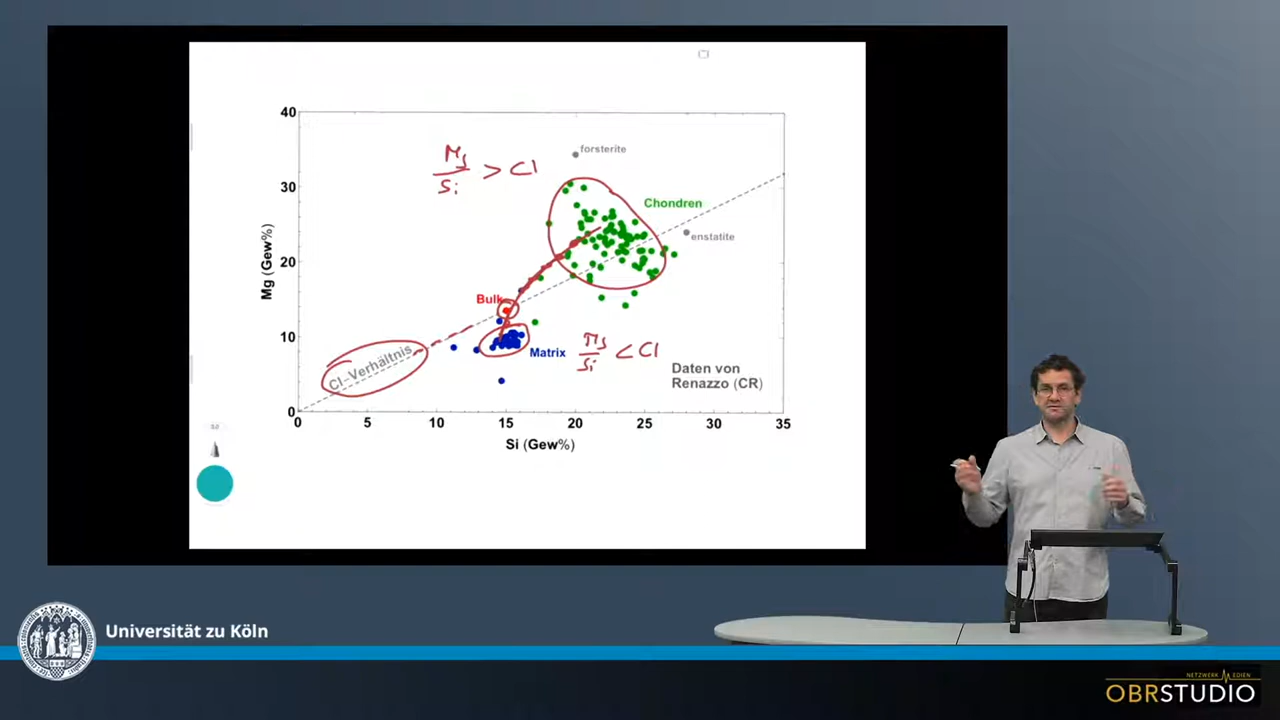 40
30
20
10
0
Mg (Gew%)
Mg
Si
> CI
forsterite
Chondren
enstatite
Bulk
CI-Verhältnis
Matrix
Mg
Si
< CI
Daten von
Renazzo (CR)
0 5 10 15 20 25 30 35
Si (Gew%)
Universität zu Köln
NETZWERK MEDIEN
OBRSTUDIO